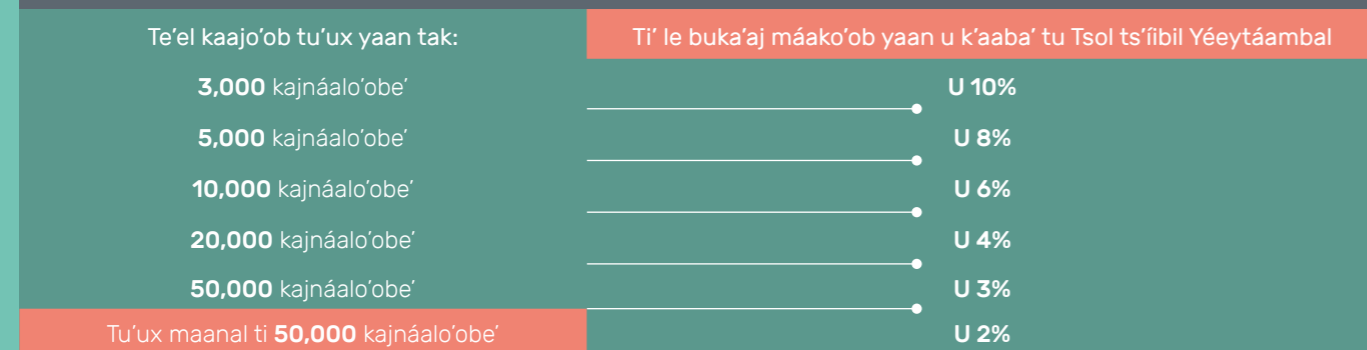 Te’el kaajo’ob tu’ux yaan tak: Ti’ le buka’aj máako’ob yaan u k’aaba’ tu Tsol ts’íibil Yéeytáambal
3,000 kajnáalo’obe’ U 10%
5,000 kajnáalo’obe’ U 8%
10,000 kajnáalo’obe’ U 6%
20,000 kajnáalo’obe’ U 4%
50,000 kajnáalo’obe’ U 3%
Tu’ux maanal ti 50,000 kajnáalo’obe’ U 2%